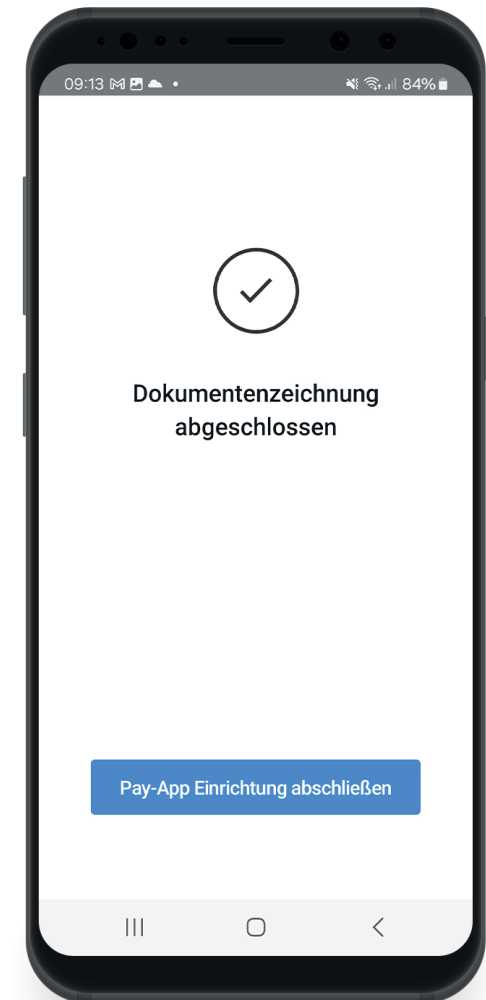 09:13 84%
Dokumentenzeichnung
abgeschlossen
Pay-App Einrichtung abschließen